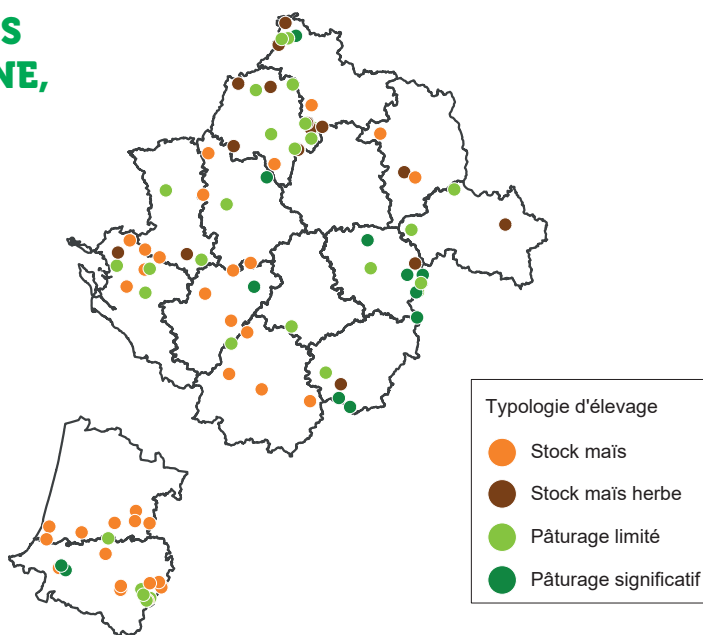 S
NE,
Typologie d'élevage
Stock maïs
Stock maïs herbe
Pâturage limité
Pâturage significatif